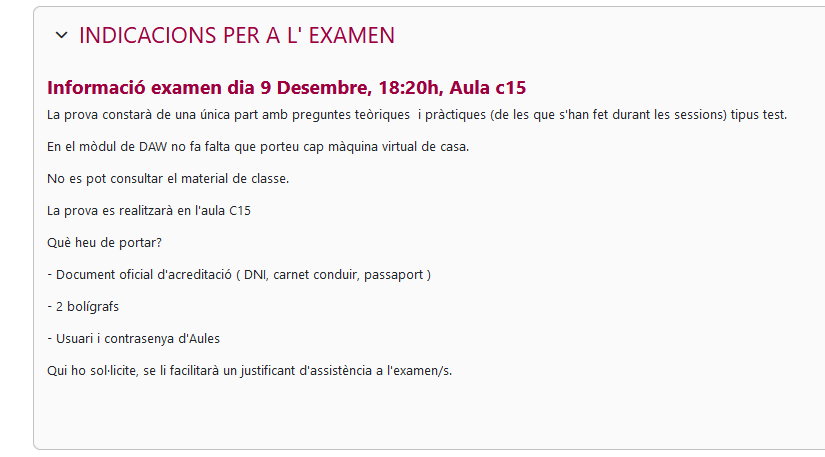 INDICACIONS PER A L' EXAMEN
Informació examen dia 9 Desembre, 18:20h, Aula c15
La prova constarà de una única part amb preguntes teòriques  i pràctiques (de les que s'han fet durant les sessions) tipus test.
En el mòdul de DAW no fa falta que porteu cap màquina virtual de casa.
No es pot consultar el material de classe.
La prova es realitzarà en l'aula C15
Què heu de portar?
- Document oficial d'acreditació ( DNI, carnet conduir, passaport )
- 2 bolígrafs
- Usuari i contrasenya d'Aules
Qui ho sol·licite, se li facilitarà un justificant d'assistència a l'examen/s.